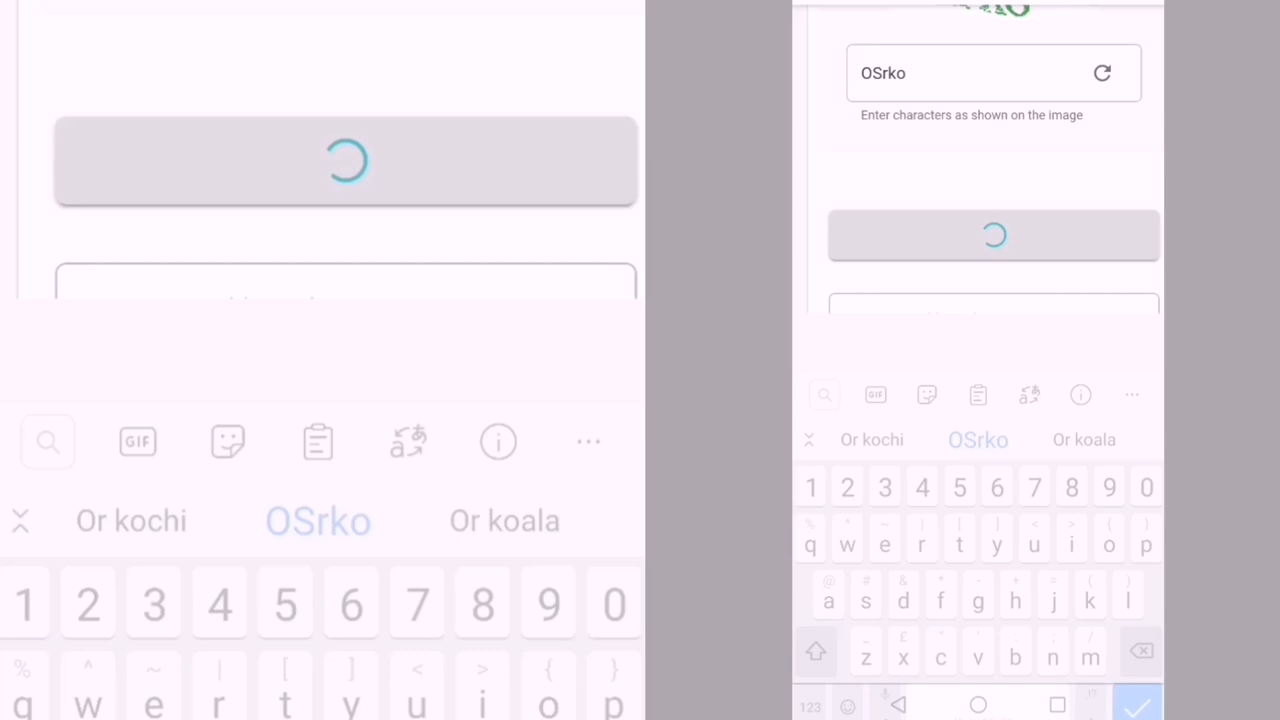 GIF
Or kochi OSrko Or koala
1 2 3 4 5 6 7 8 9 0
% ^ ~ | [ ] < > { }
q w e r t y u i o p
OSrko
Enter characters as shown on the image
GIF
Or kochi OSrko Or koala
1 2 3 4 5 6 7 8 9 0
% ^ ~ | [ ] < > { }
q w e r t y u i o p
@ # & * - + = ( )
a s d f g h j k l
_ £ " ' : ; /
z x c v b n m
123 !?